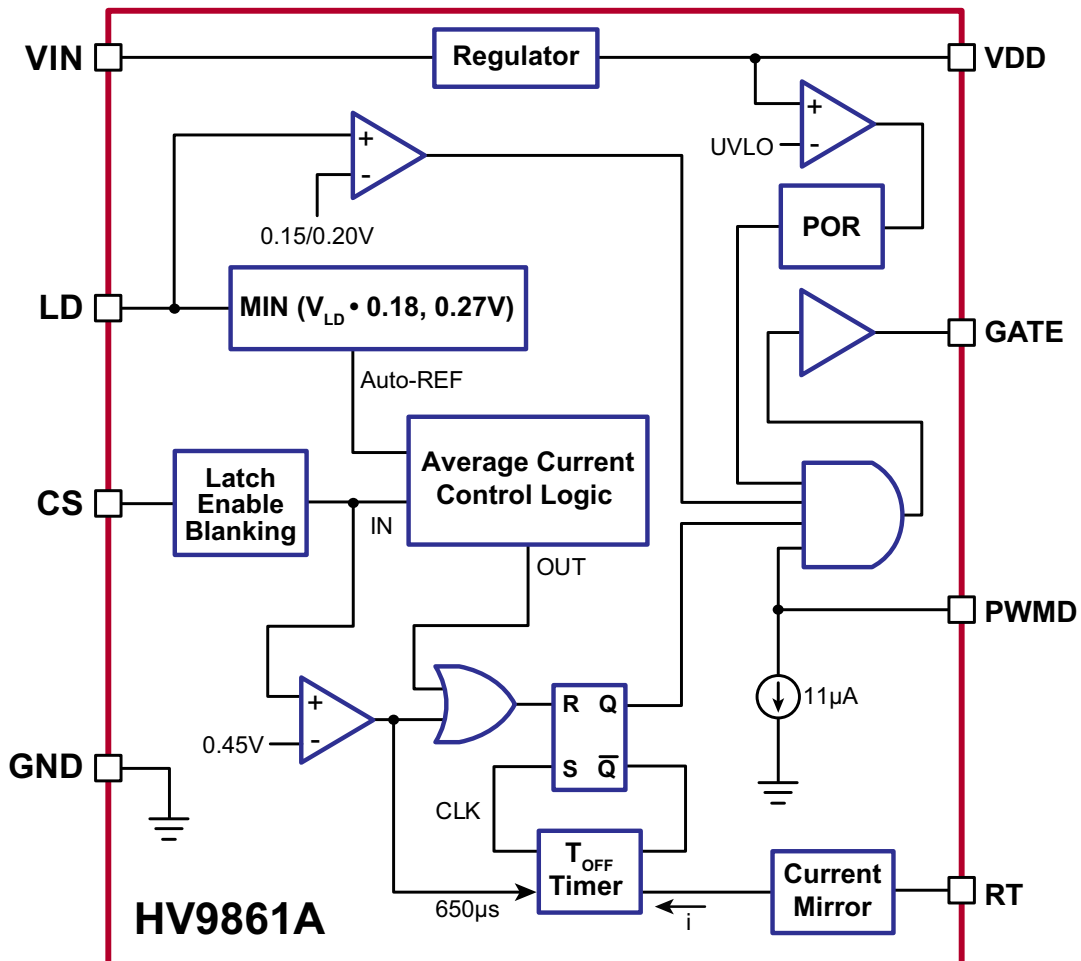 VIN
Regulator
VDD
+
-
UVLO
+
-
0.15/0.20V
POR
LD
MIN (V_LD • 0.18, 0.27V)
GATE
Auto-REF
CS
Latch
Enable
Blanking
IN
Average Current
Control Logic
OUT
PWMD
11µA
+
-
0.45V
R Q
S Q̅
GND
CLK
T_OFF
Timer
650µs
i
Current
Mirror
RT
HV9861A